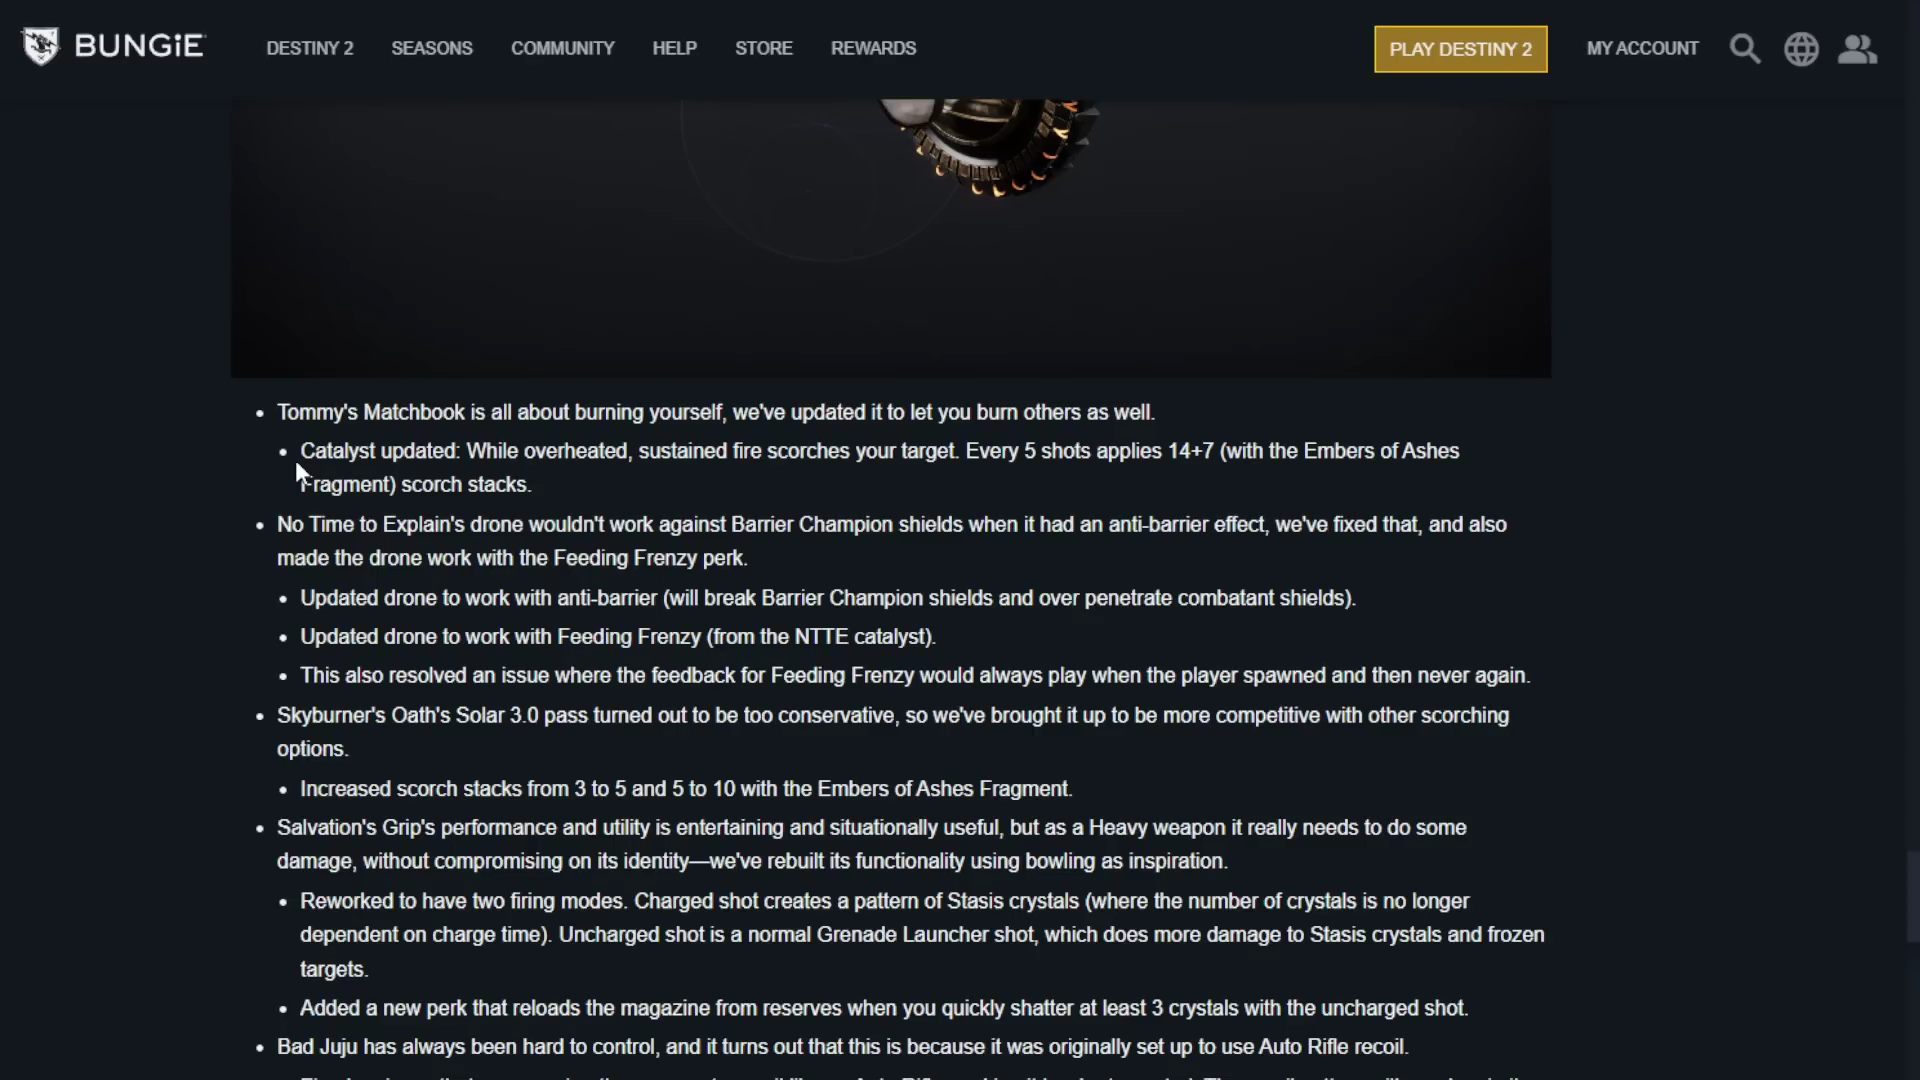 BUNGiE DESTINY 2 SEASONS COMMUNITY HELP STORE REWARDS PLAY DESTINY 2 MY ACCOUNT
• Tommy's Matchbook is all about burning yourself, we've updated it to let you burn others as well.
• Catalyst updated: While overheated, sustained fire scorches your target. Every 5 shots applies 14+7 (with the Embers of Ashes
Fragment) scorch stacks.
• No Time to Explain's drone wouldn't work against Barrier Champion shields when it had an anti-barrier effect, we've fixed that, and also
made the drone work with the Feeding Frenzy perk.
• Updated drone to work with anti-barrier (will break Barrier Champion shields and over penetrate combatant shields).
• Updated drone to work with Feeding Frenzy (from the NTTE catalyst).
• This also resolved an issue where the feedback for Feeding Frenzy would always play when the player spawned and then never again.
• Skyburner's Oath's Solar 3.0 pass turned out to be too conservative, so we've brought it up to be more competitive with other scorching
options.
• Increased scorch stacks from 3 to 5 and 5 to 10 with the Embers of Ashes Fragment.
• Salvation's Grip's performance and utility is entertaining and situationally useful, but as a Heavy weapon it really needs to do some
damage, without compromising on its identity—we've rebuilt its functionality using bowling as inspiration.
• Reworked to have two firing modes. Charged shot creates a pattern of Stasis crystals (where the number of crystals is no longer
dependent on charge time). Uncharged shot is a normal Grenade Launcher shot, which does more damage to Stasis crystals and frozen
targets.
• Added a new perk that reloads the magazine from reserves when you quickly shatter at least 3 crystals with the uncharged shot.
• Bad Juju has always been hard to control, and it turns out that this is because it was originally set up to use Auto Rifle recoil.